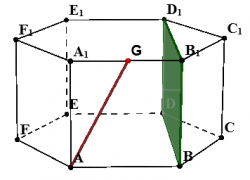 E₁ D₁
F₁ C₁
A₁ G B₁
E D
F C
A B